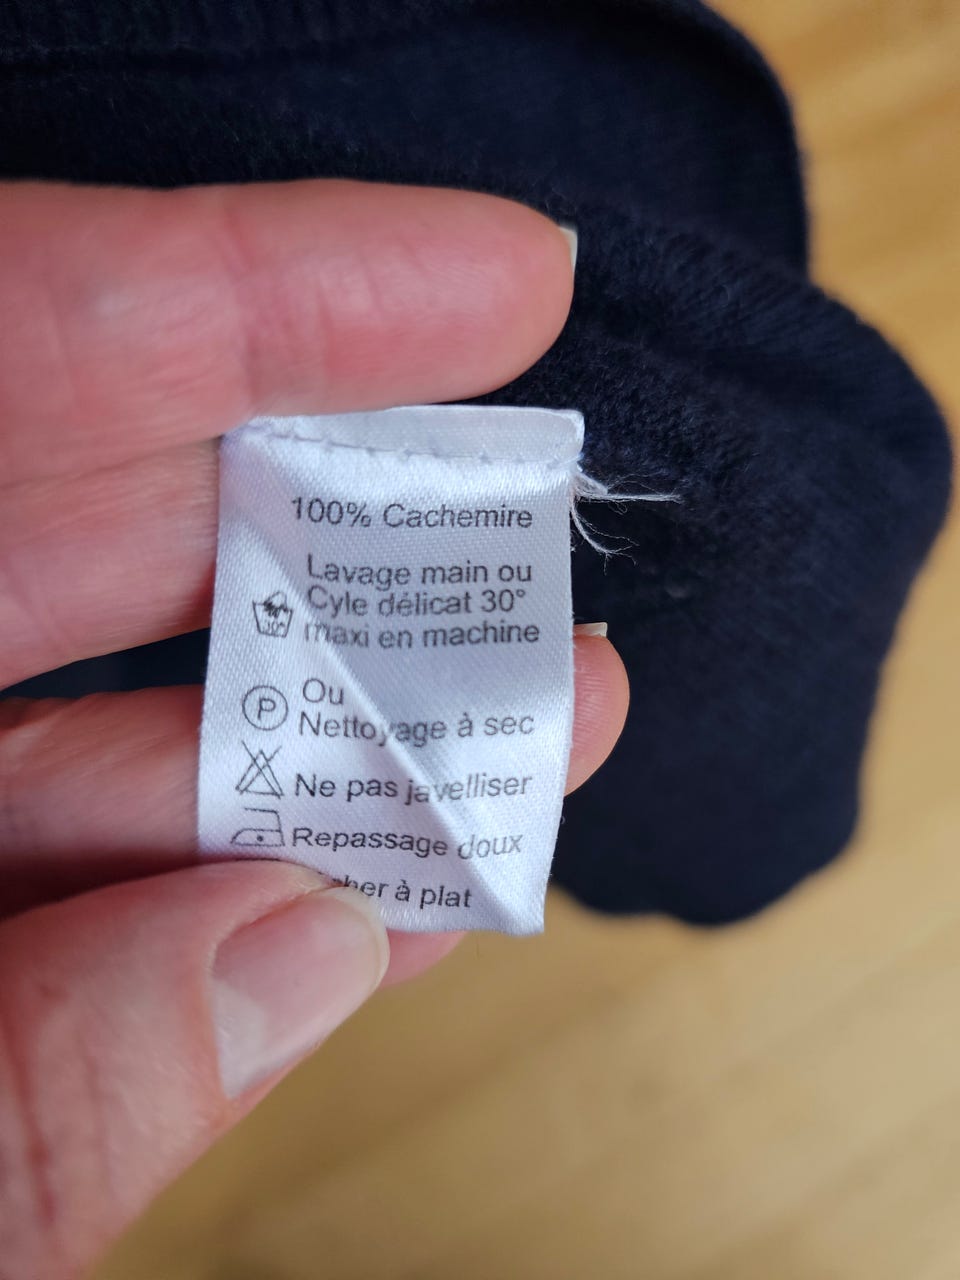 100% Cachemire
Lavage main ou
Cyle délicat 30°
30°
maxi en machine
Ou
P
Nettoyage à sec
Ne pas javelliser
Repassage doux
à plat